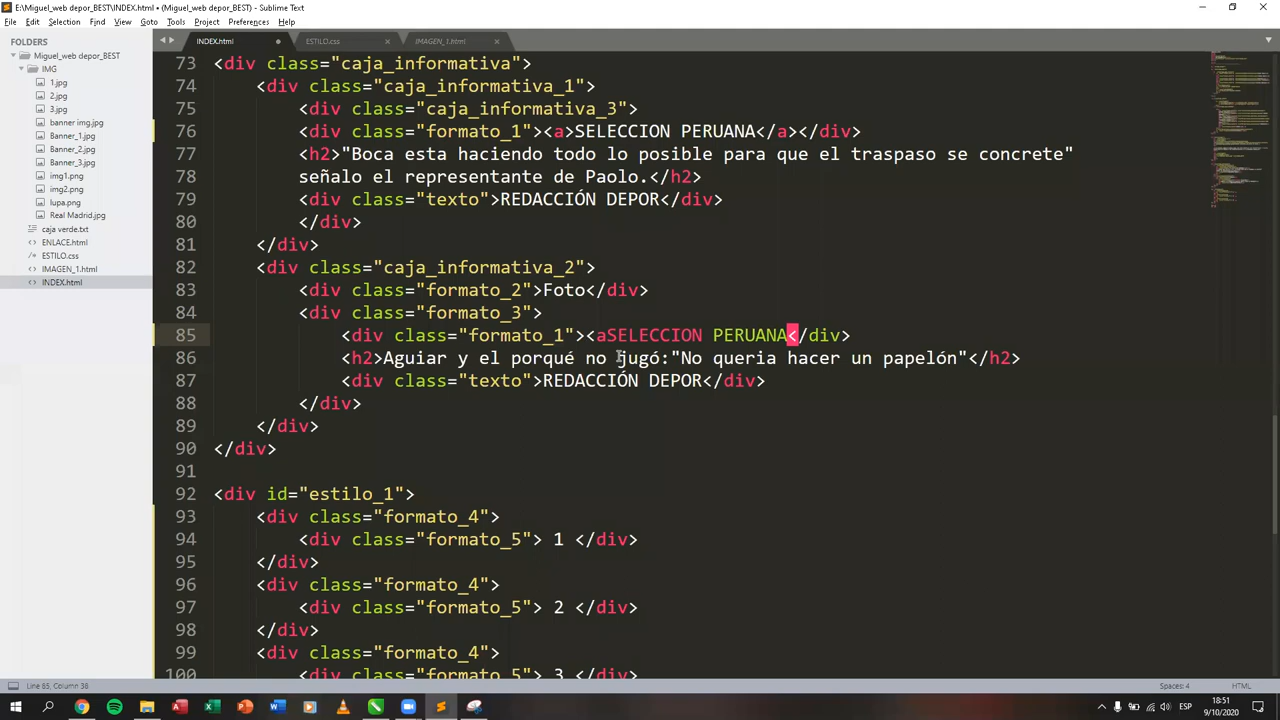 E:\Miguel_web depor_BEST\INDEX.html • (Miguel_web depor_BEST) - Sublime Text
File Edit Selection Find View Goto Tools Project Preferences Help
FOLDERS
Miguel_web depor_BEST
IMG
1.jpg
2.jpg
3.jpg
banner img.jpg
Banner_1.jpg
Banner_2.jpg
Banner_3.jpg
img1.png
img2.png
lupa.png
Real Madrid.jpg
caja verde.txt
ENLACE.html
ESTILO.css
IMAGEN_1.html
INDEX.html
INDEX.html ESTILO.css IMAGEN_1.html
73 <div class="caja_informativa">
74 <div class="caja_informativa_1">
75 <div class="caja_informativa_3">
76 <div class="formato_1"><a>SELECCION PERUANA</a></div>
77 <h2>"Boca esta haciendo todo lo posible para que el traspaso se concrete"
78 señalo el representante de Paolo.</h2>
79 <div class="texto">REDACCIÓN DEPOR</div>
80 </div>
81 </div>
82 <div class="caja_informativa_2">
83 <div class="formato_2">Foto</div>
84 <div class="formato_3">
85 <div class="formato_1"><aSELECCION PERUANA</div>
86 <h2>Aguiar y el porqué no jugó:"No queria hacer un papelón"</h2>
87 <div class="texto">REDACCIÓN DEPOR</div>
88 </div>
89 </div>
90 </div>
91
92 <div id="estilo_1">
93 <div class="formato_4">
94 <div class="formato_5"> 1 </div>
95 </div>
96 <div class="formato_4">
97 <div class="formato_5"> 2 </div>
98 </div>
99 <div class="formato_4">
100 <div class="formato_5"> 3 </div>
Line 85, Column 38 Spaces: 4 HTML
ESP 18:51
9/10/2020